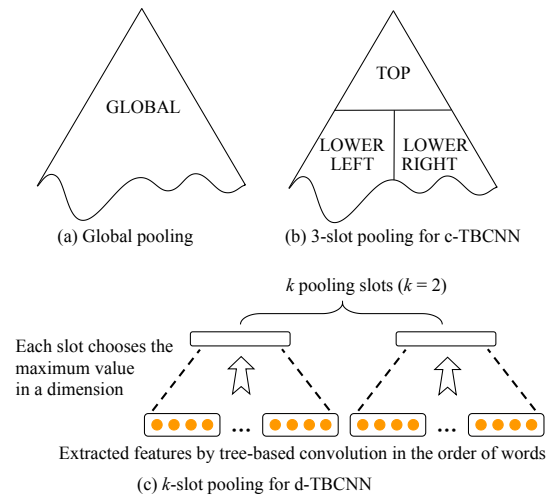 GLOBAL
TOP
LOWER
LEFT
LOWER
RIGHT
(a) Global pooling
(b) 3-slot pooling for c-TBCNN
k pooling slots (k = 2)
Each slot chooses the
maximum value
in a dimension
...
...
Extracted features by tree-based convolution in the order of words
(c) k-slot pooling for d-TBCNN